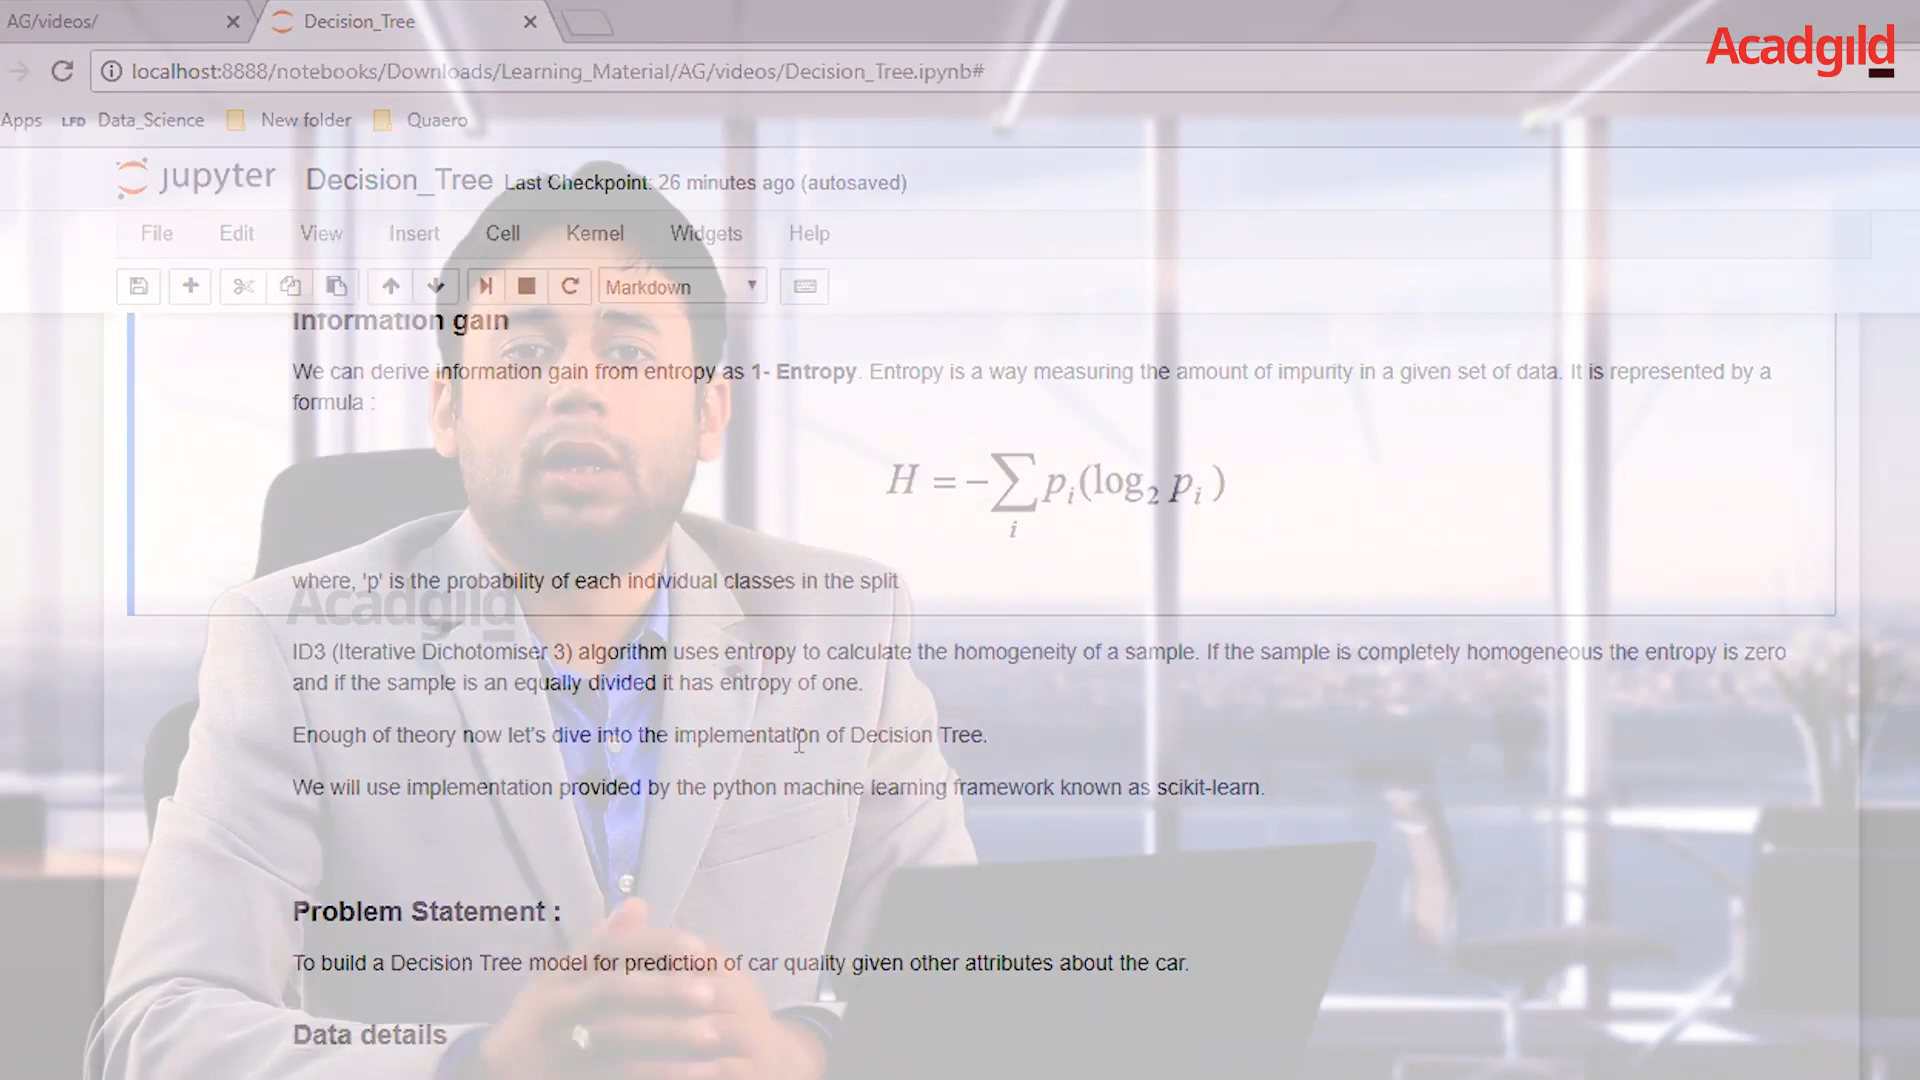 AG/videos/
Decision_Tree
Acadgild
localhost:8888/notebooks/Downloads/Learning_Material/AG/videos/Decision_Tree.ipynb#
Apps LFD Data_Science New folder Quaero
jupyter Decision_Tree Last Checkpoint: 26 minutes ago (autosaved)
File Edit View Insert Cell Kernel Widgets Help
Markdown
Information gain
We can derive information gain from entropy as 1- Entropy. Entropy is a way measuring the amount of impurity in a given set of data. It is represented by a
formula :
H = -∑ᵢ pᵢ(log₂ pᵢ)
where, 'p' is the probability of each individual classes in the split
Acadgild
ID3 (Iterative Dichotomiser 3) algorithm uses entropy to calculate the homogeneity of a sample. If the sample is completely homogeneous the entropy is zero
and if the sample is an equally divided it has entropy of one.
Enough of theory now let's dive into the implementation of Decision Tree.
We will use implementation provided by the python machine learning framework known as scikit-learn.
Problem Statement :
To build a Decision Tree model for prediction of car quality given other attributes about the car.
Data details